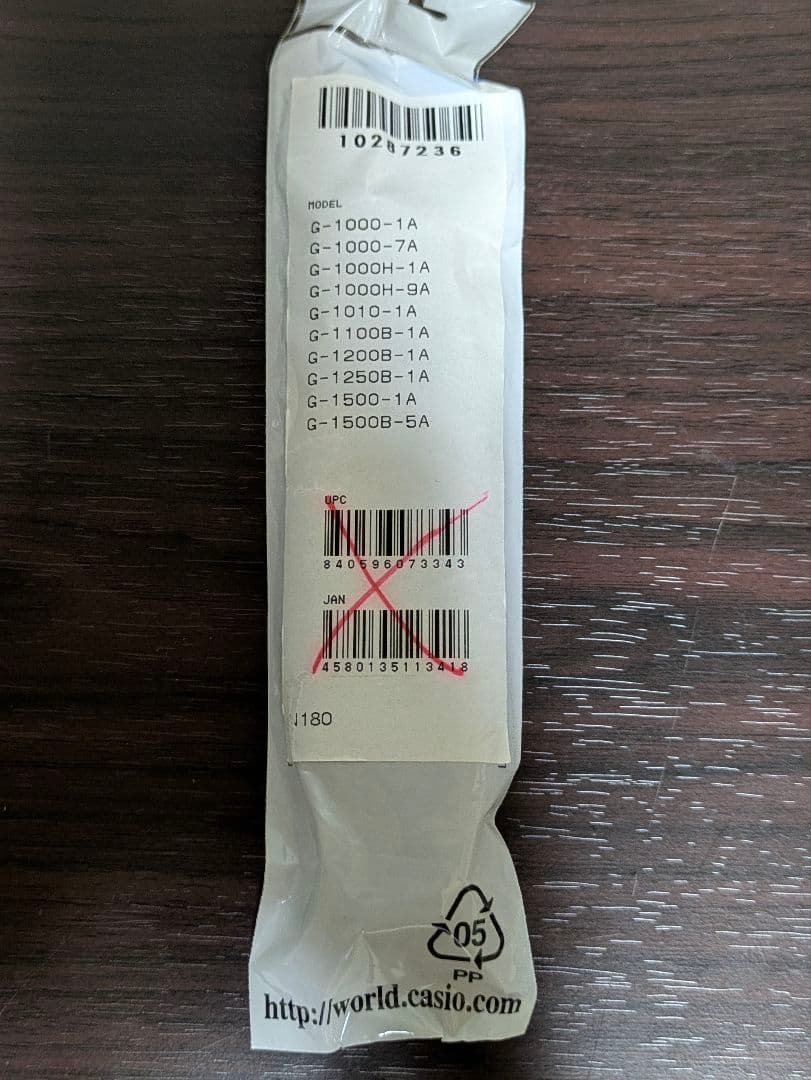 10287236
MODEL
G-1000-1A
G-1000-7A
G-1000H-1A
G-1000H-9A
G-1010-1A
G-1100B-1A
G-1200B-1A
G-1250B-1A
G-1500-1A
G-1500B-5A
UPC
840596073343
JAN
4580135113418
180
05
PP
http://world.casio.com